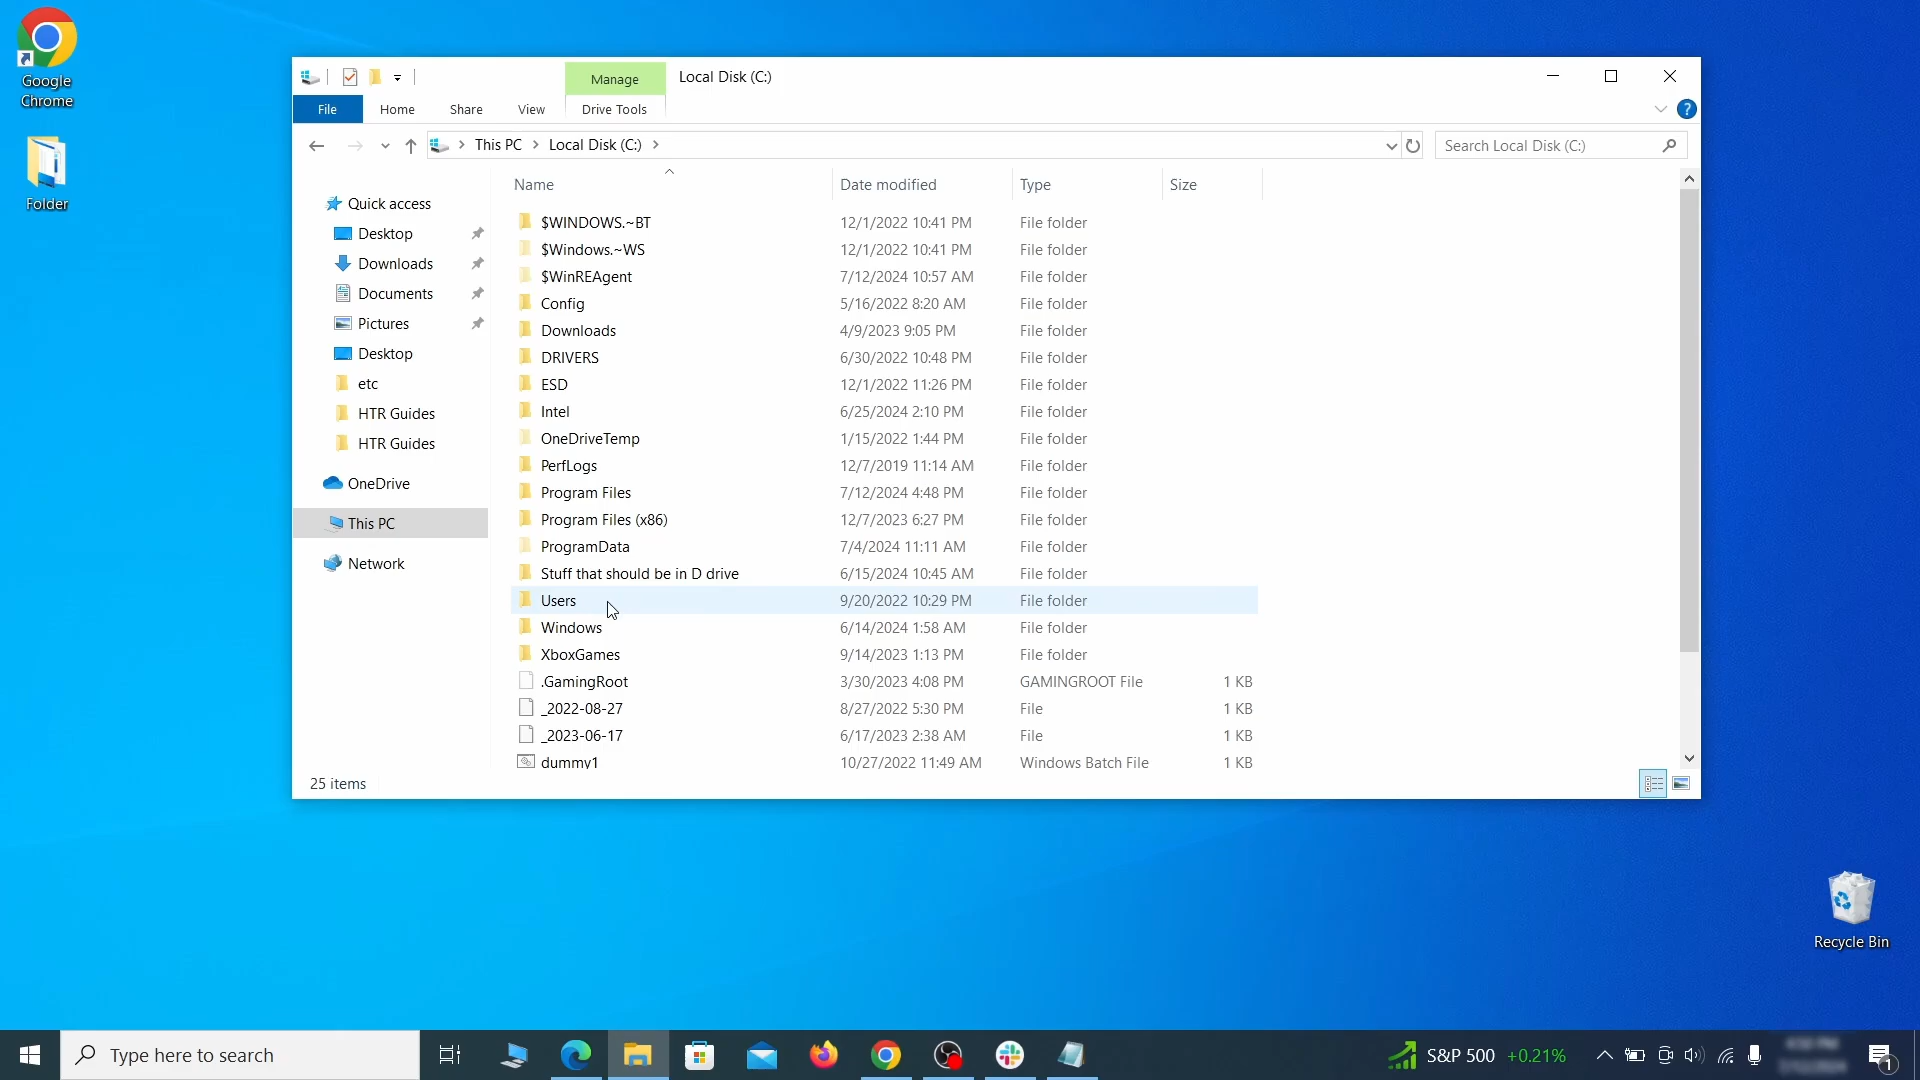 Google
Chrome
Folder
Manage
Local Disk (C:)
File
Home
Share
View
Drive Tools
?
This PC
Local Disk (C:)
Search Local Disk (C:)
Name
Date modified
Type
Size
Quick access
Desktop
Downloads
Documents
Pictures
Desktop
etc
HTR Guides
HTR Guides
OneDrive
This PC
Network
$WINDOWS.~BT 12/1/2022 10:41 PM File folder
$Windows.~WS 12/1/2022 10:41 PM File folder
$WinREAgent 7/12/2024 10:57 AM File folder
Config 5/16/2022 8:20 AM File folder
Downloads 4/9/2023 9:05 PM File folder
DRIVERS 6/30/2022 10:48 PM File folder
ESD 12/1/2022 11:26 PM File folder
Intel 6/25/2024 2:10 PM File folder
OneDriveTemp 1/15/2022 1:44 PM File folder
PerfLogs 12/7/2019 11:14 AM File folder
Program Files 7/12/2024 4:48 PM File folder
Program Files (x86) 12/7/2023 6:27 PM File folder
ProgramData 7/4/2024 11:11 AM File folder
Stuff that should be in D drive 6/15/2024 10:45 AM File folder
Users 9/20/2022 10:29 PM File folder
Windows 6/14/2024 1:58 AM File folder
XboxGames 9/14/2023 1:13 PM File folder
.GamingRoot 3/30/2023 4:08 PM GAMINGROOT File 1 KB
_2022-08-27 8/27/2022 5:30 PM File 1 KB
_2023-06-17 6/17/2023 2:38 AM File 1 KB
dummy1 10/27/2022 11:49 AM Windows Batch File 1 KB
25 items
Recycle Bin
Type here to search
S&P 500 +0.21%
1